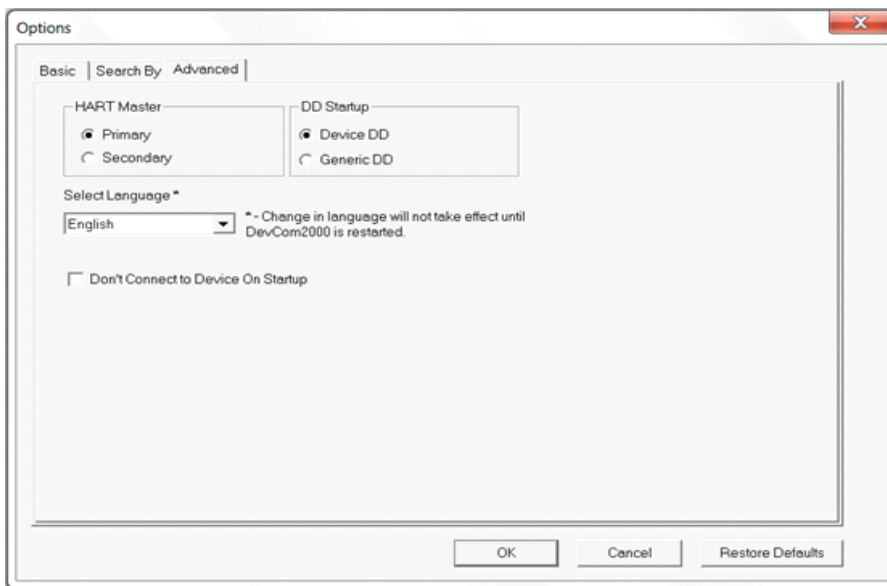 Options
Basic Search By Advanced
HART Master DD Startup
Primary Device DD
Secondary Generic DD
Select Language *
English
* - Change in language will not take effect until
DevCom2000 is restarted.
Don't Connect to Device On Startup
OK Cancel Restore Defaults